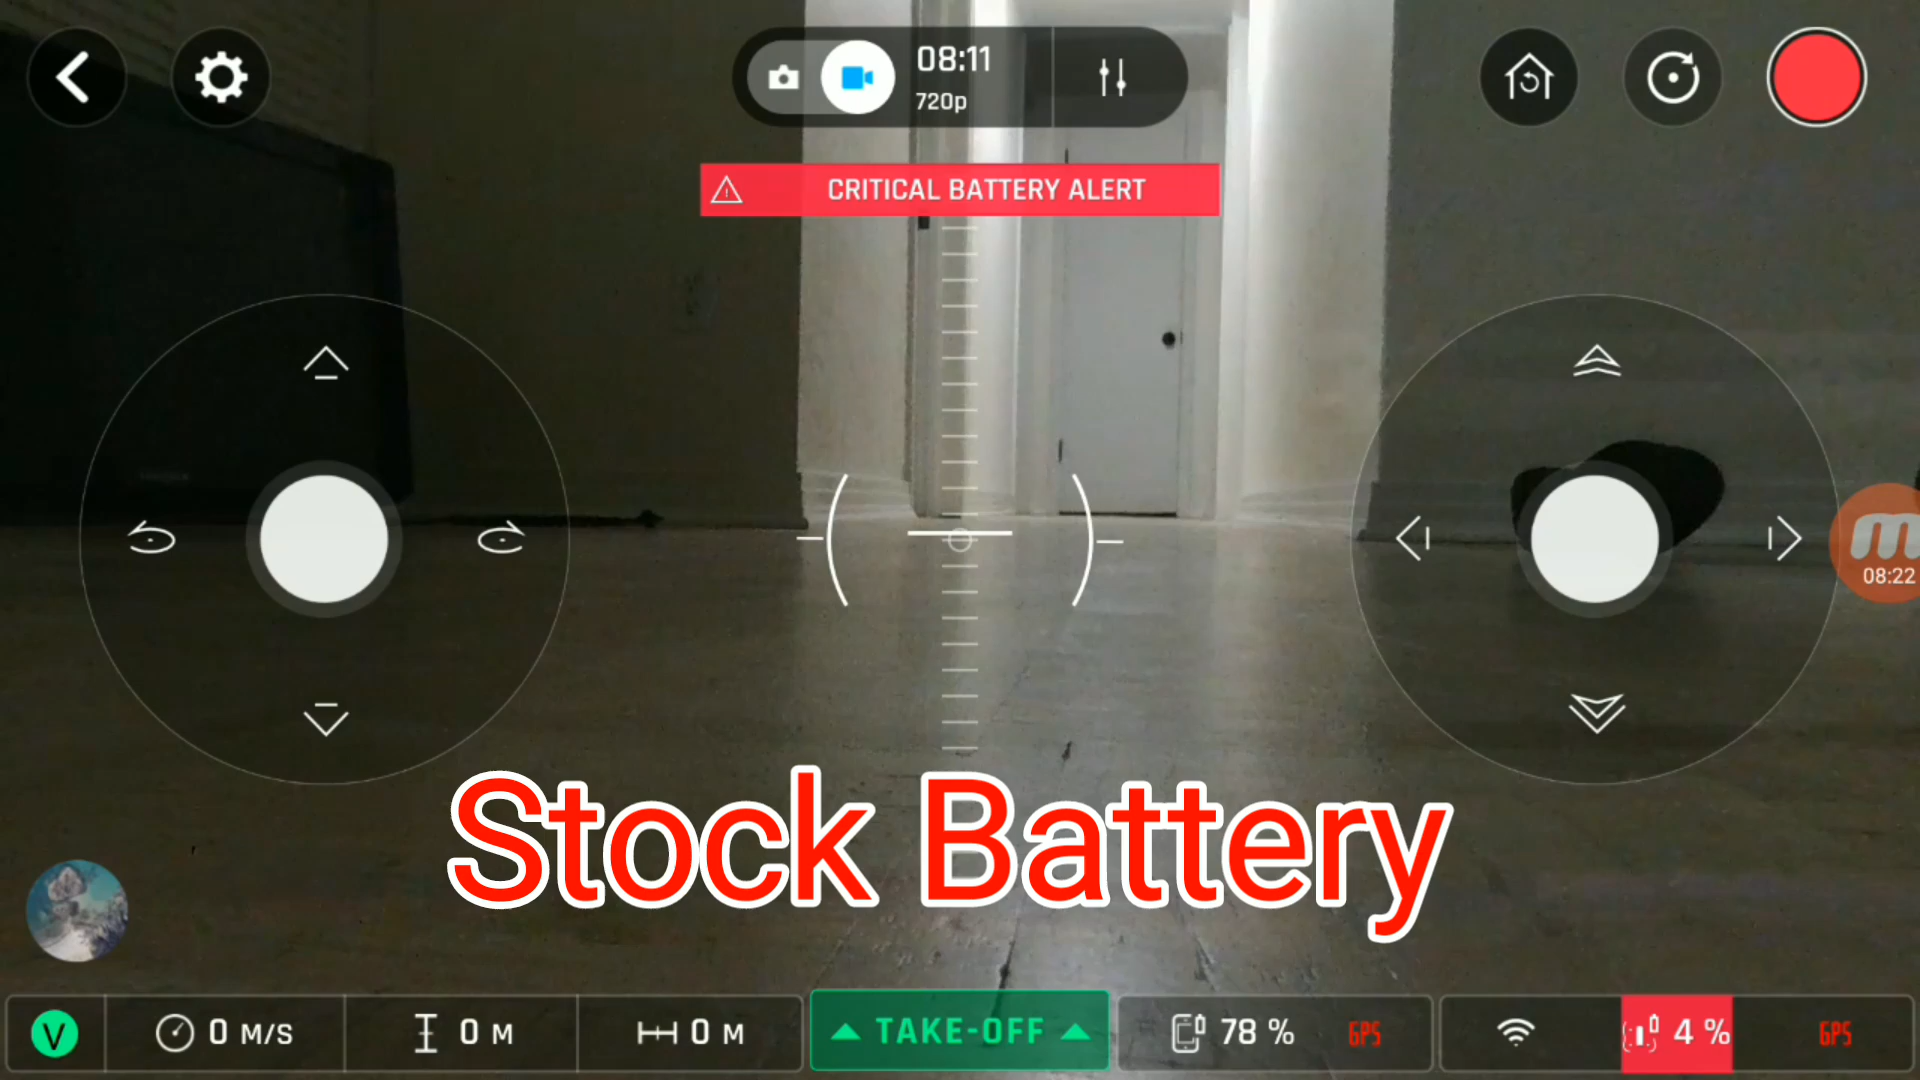 08:11
720p
CRITICAL BATTERY ALERT
m
08:22
Stock Battery
V
0 M/S
0 M
0 M
TAKE-OFF
78 %
GPS
4 %
GPS